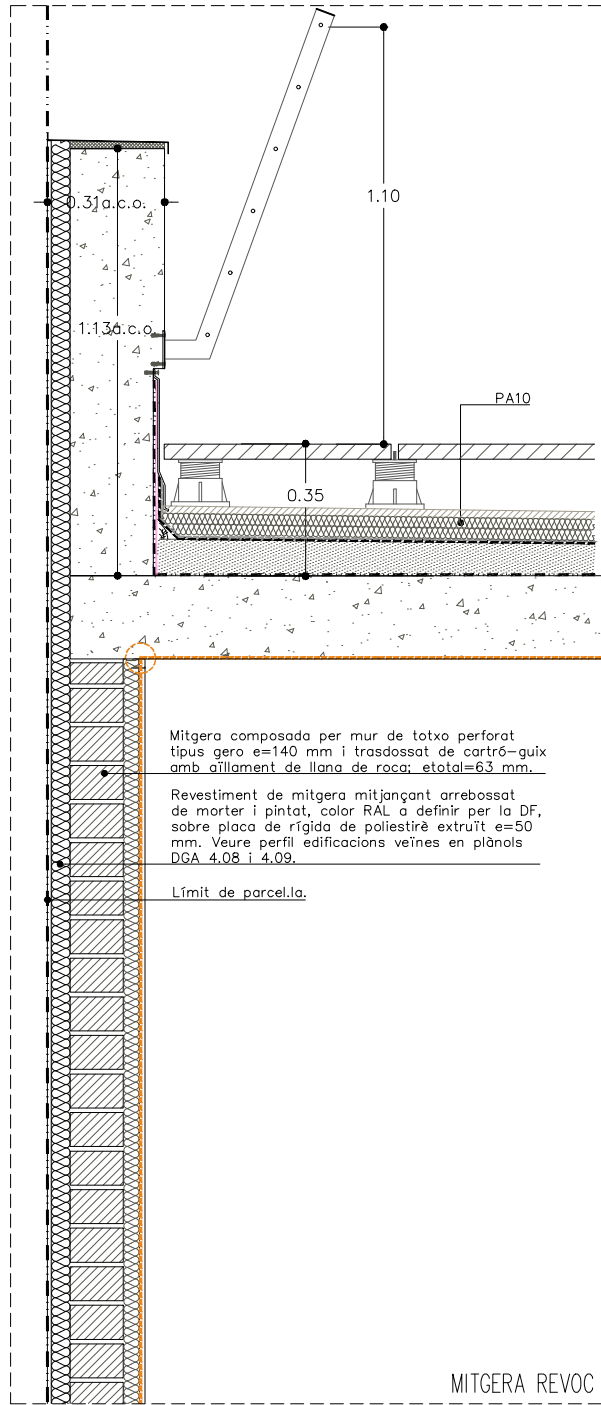 0.31a.c.o.
1.10
1.13a.c.o.
PA10
0.35
Mitgera composada per mur de totxo perforat
tipus gero e=140 mm i trasdossat de cartró-guix
amb aïllament de llana de roca; etotal=63 mm.
Revestiment de mitgera mitjançant arrebossat
de morter i pintat, color RAL a definir per la DF,
sobre placa de rígida de poliestirè extruït e=50
mm. Veure perfil edificacions veïnes en plànols
DGA 4.08 i 4.09.
Límit de parcel.la.
MITGERA REVOC